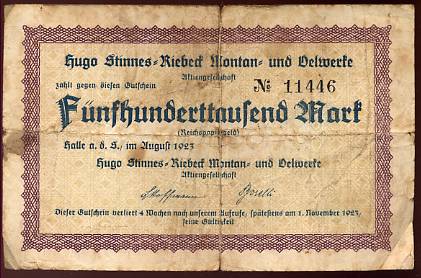 Hugo Stinnes-Riebeck Montan- und Oelwerke
Aktiengesellschaft
zahlt gegen diesen Gutschein № 11446
Fünfhunderttausend Mark
(Reichspapiergeld)
Halle a. d. S., im August 1923
Hugo Stinnes-Riebeck Montan- und Oelwerke
Aktiengesellschaft
Dieser Gutschein verliert 4 Wochen nach unserem Aufrufe, spätestens am 1. November 1923,
seine Gültigkeit